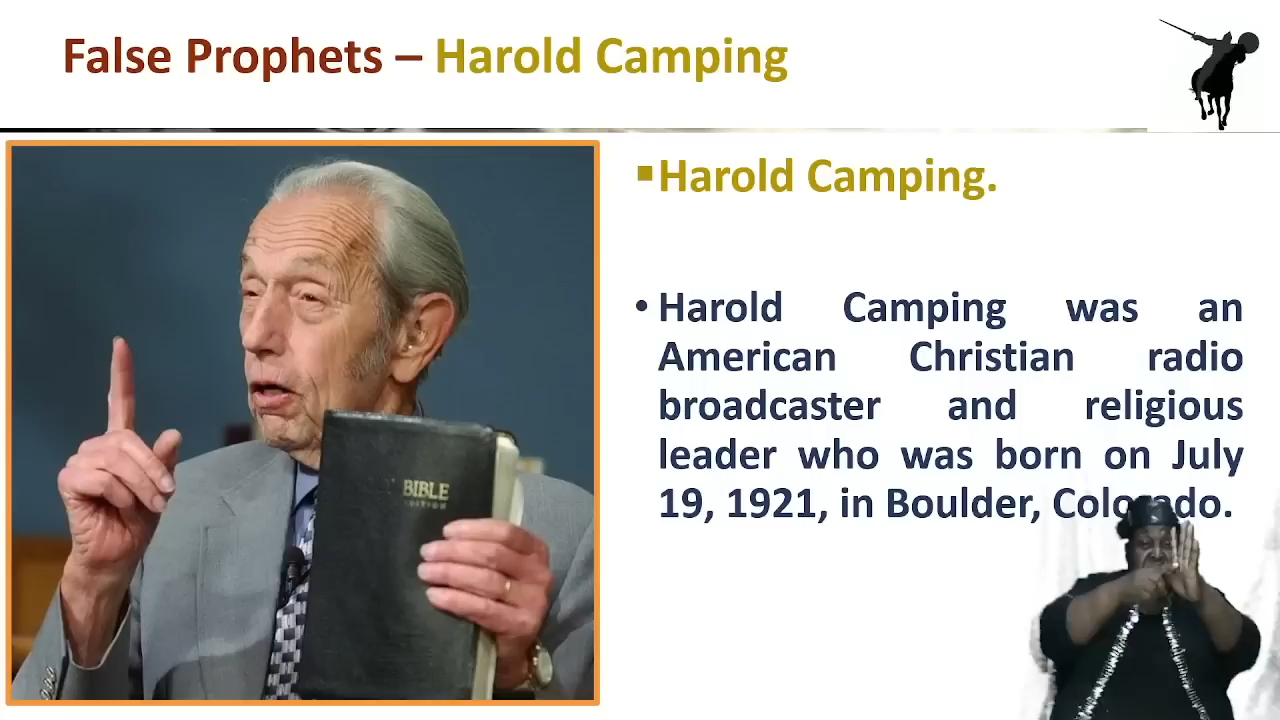 False Prophets – Harold Camping
Harold Camping.
Harold Camping was an
American Christian radio
broadcaster and religious
leader who was born on July
19, 1921, in Boulder, Colorado.
BIBLE
EDITION